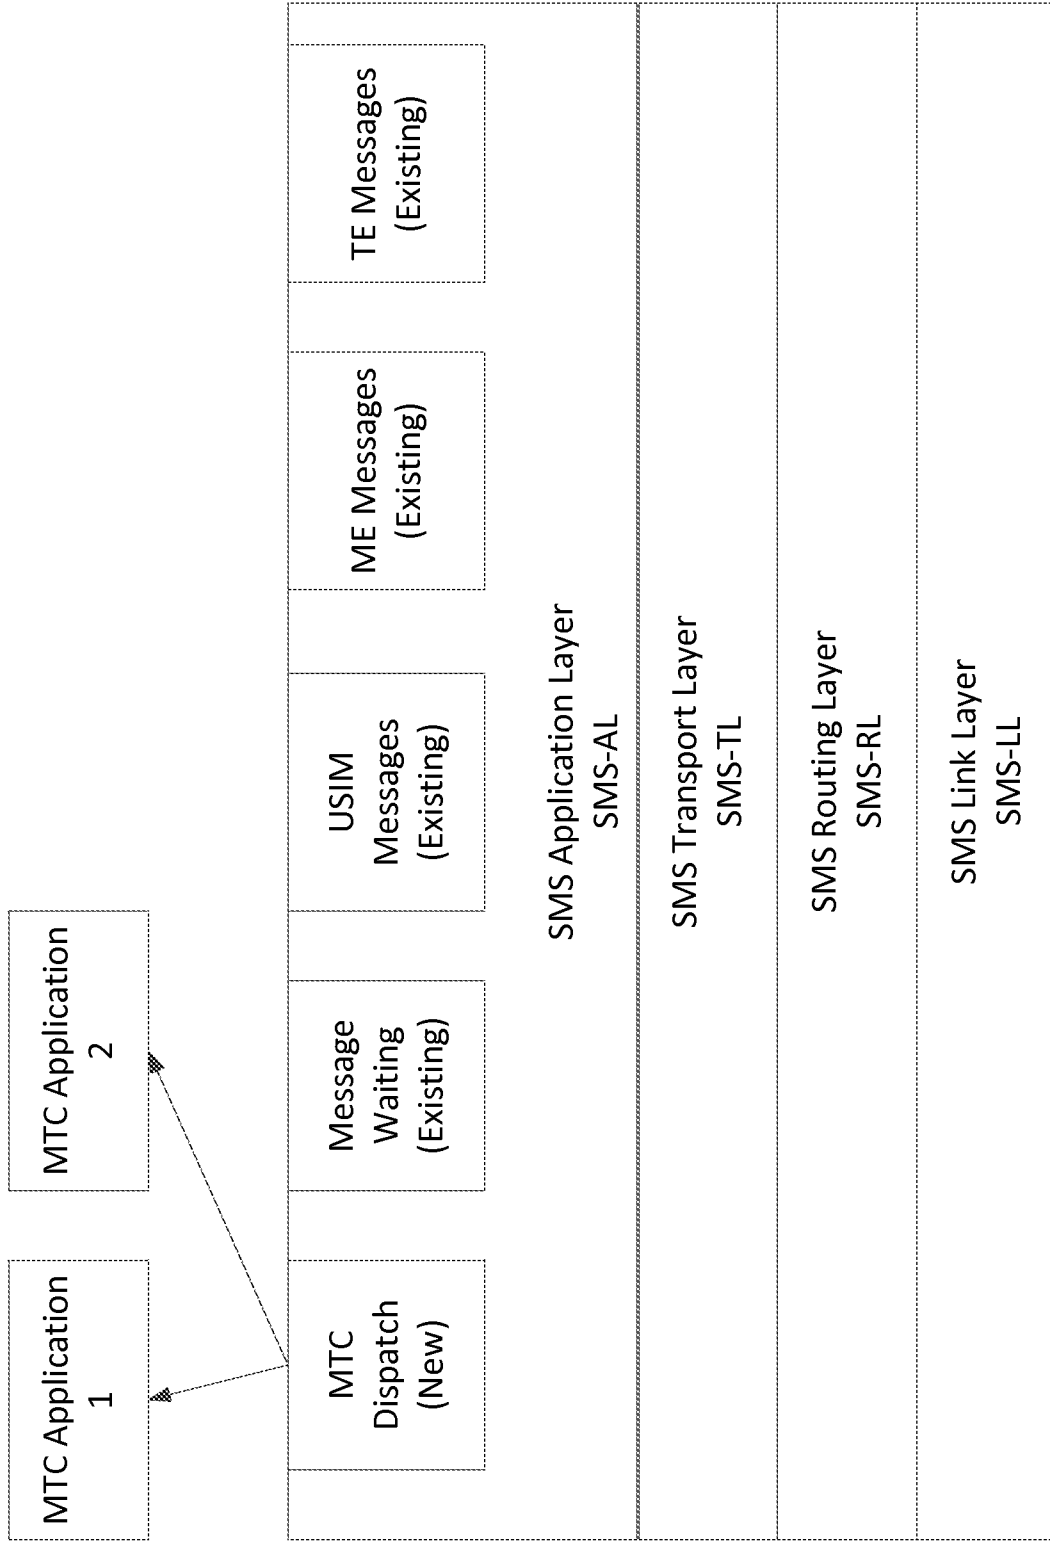 MTC Application
1
MTC Application
2
MTC
Dispatch
(New)
Message
Waiting
(Existing)
USIM
Messages
(Existing)
ME Messages
(Existing)
TE Messages
(Existing)
SMS Application Layer
SMS-AL
SMS Transport Layer
SMS-TL
SMS Routing Layer
SMS-RL
SMS Link Layer
SMS-LL